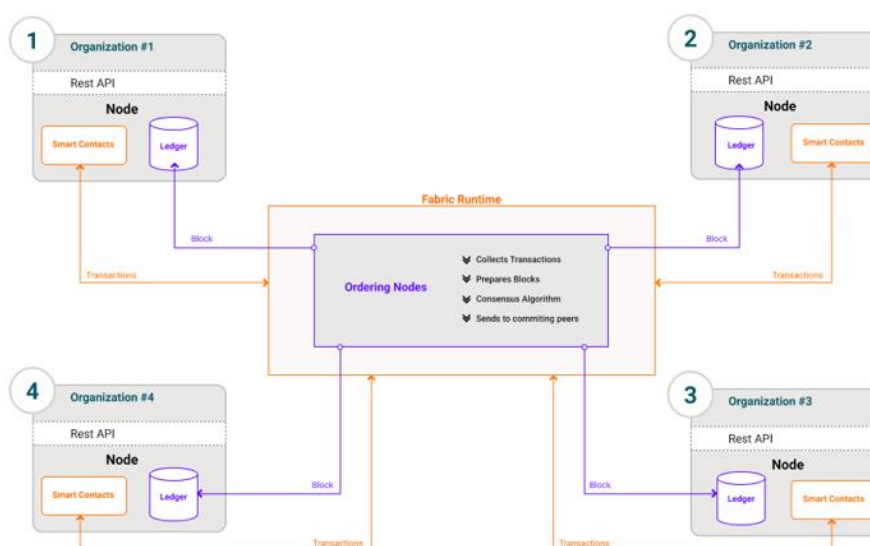 1
Organization #1
Rest API
Node
Smart Contacts
Ledger
2
Organization #2
Rest API
Node
Ledger
Smart Contacts
Fabric Runtime
Block
Block
Transactions
Transactions
Ordering Nodes
Collects Transactions
Prepares Blocks
Consensus Algorithm
Sends to commiting peers
4
Organization #4
Rest API
Node
Smart Contacts
Ledger
Block
Transactions
3
Organization #3
Rest API
Node
Ledger
Smart Contacts
Block
Transactions